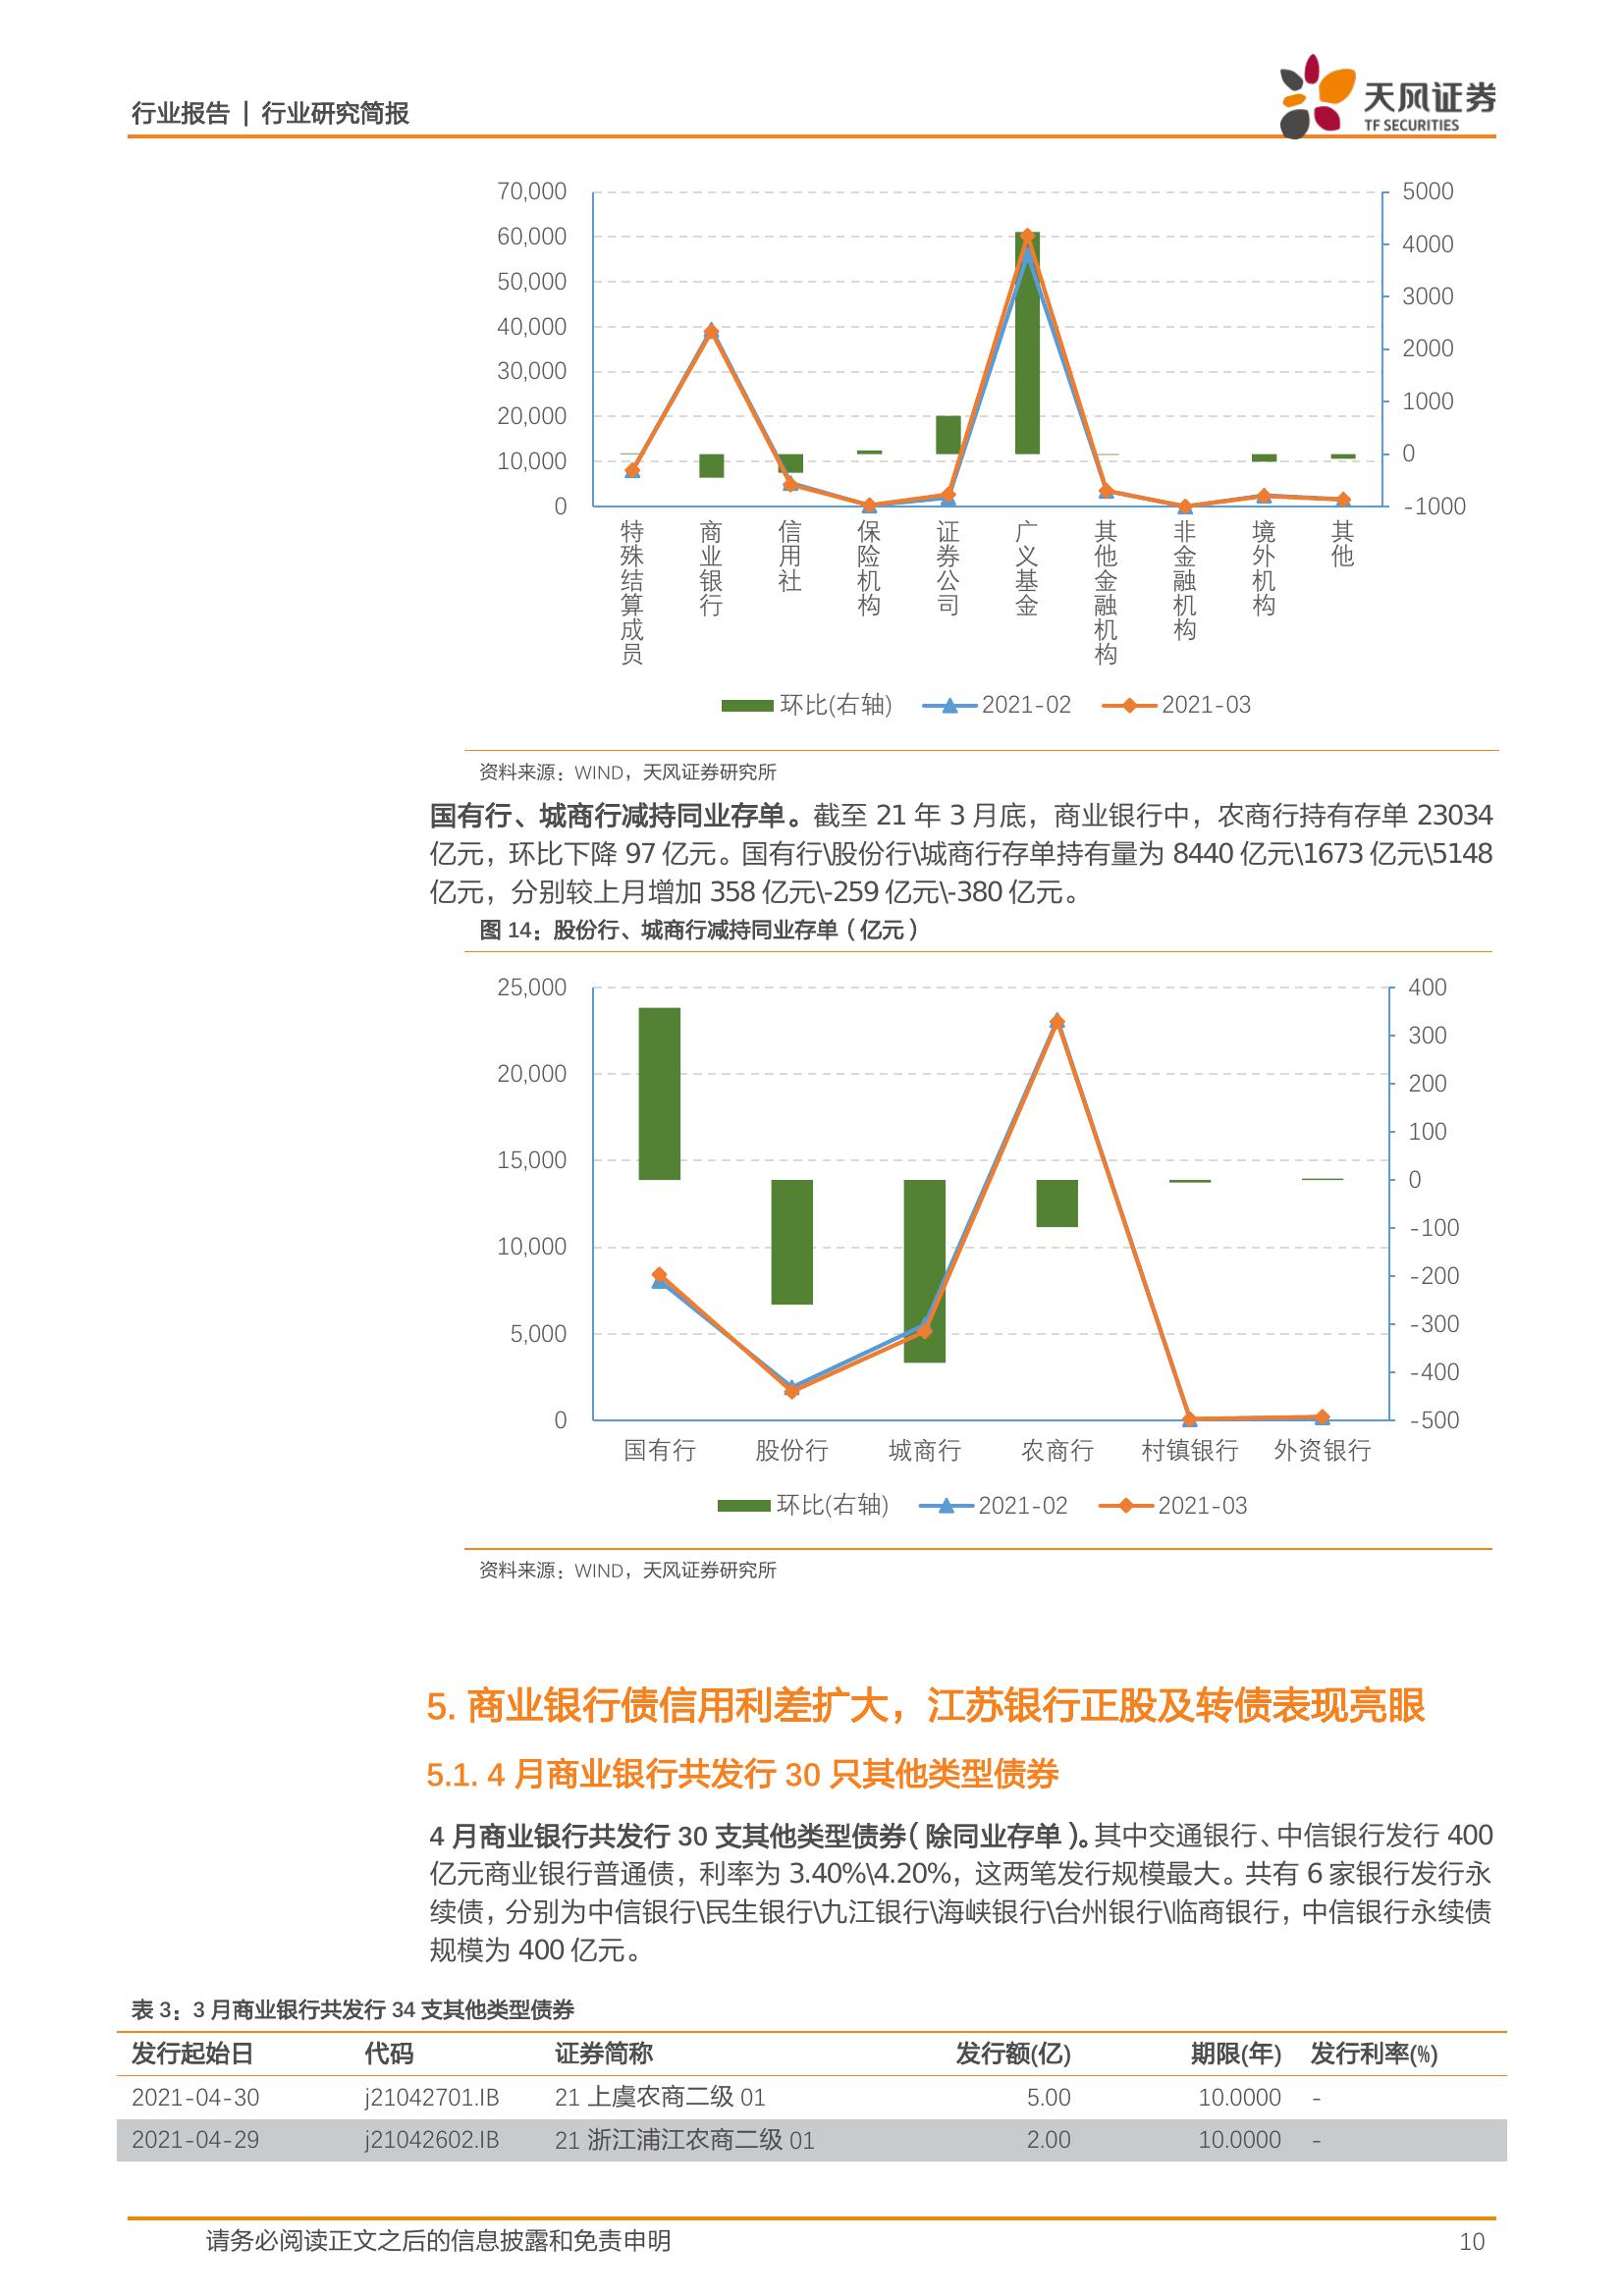 行业报告 | 行业研究简报
天风证券
TF SECURITIES
70,000
60,000
50,000
40,000
30,000
20,000
10,000
0
5000
4000
3000
2000
1000
0
-1000
特殊结算成员
商业银行
信用社
保险机构
证券公司
广义基金
其他金融机构
非金融机构
境外机构
其他
环比(右轴) 2021-02 2021-03
资料来源：WIND，天风证券研究所
国有行、城商行减持同业存单。截至 21 年 3 月底，商业银行中，农商行持有存单 23034
亿元，环比下降 97 亿元。国有行\股份行\城商行存单持有量为 8440 亿元\1673 亿元\5148
亿元，分别较上月增加 358 亿元\-259 亿元\-380 亿元。
图 14：股份行、城商行减持同业存单（亿元）
25,000
20,000
15,000
10,000
5,000
0
400
300
200
100
0
-100
-200
-300
-400
-500
国有行 股份行 城商行 农商行 村镇银行 外资银行
环比(右轴) 2021-02 2021-03
资料来源：WIND，天风证券研究所
5. 商业银行债信用利差扩大，江苏银行正股及转债表现亮眼
5.1. 4 月商业银行共发行 30 只其他类型债券
4 月商业银行共发行 30 支其他类型债券（除同业存单）。其中交通银行、中信银行发行 400
亿元商业银行普通债，利率为 3.40%\4.20%，这两笔发行规模最大。共有 6 家银行发行永
续债，分别为中信银行\民生银行\九江银行\海峡银行\台州银行\临商银行，中信银行永续债
规模为 400 亿元。
表 3：3 月商业银行共发行 34 支其他类型债券
发行起始日 代码 证券简称 发行额(亿) 期限(年) 发行利率(%)
2021-04-30 j21042701.IB 21 上虞农商二级 01 5.00 10.0000 -
2021-04-29 j21042602.IB 21 浙江浦江农商二级 01 2.00 10.0000 -
请务必阅读正文之后的信息披露和免责申明 10